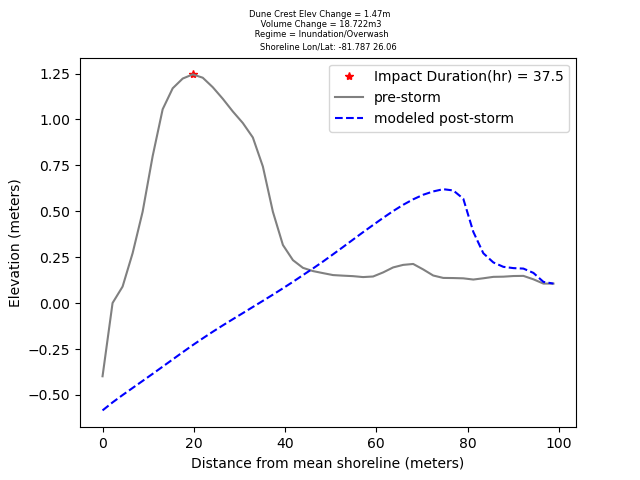 Dune Crest Elev Change = 1.47m
Volume Change = 18.722m3
Regime = Inundation/Overwash
Shoreline Lon/Lat: -81.787 26.06
Impact Duration(hr) = 37.5
pre-storm
modeled post-storm
Elevation (meters)
1.25
1.00
0.75
0.50
0.25
0.00
−0.25
−0.50
0 20 40 60 80 100
Distance from mean shoreline (meters)